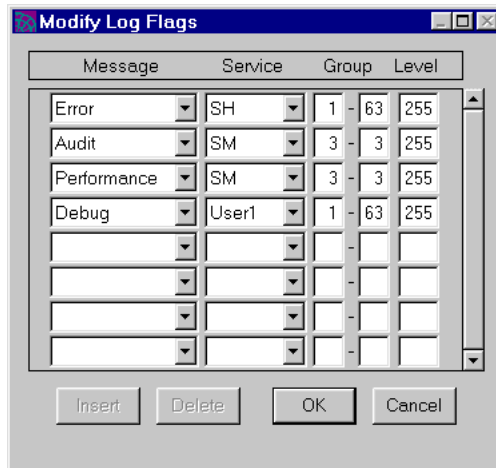 Modify Log Flags
Message Service Group Level
Error SH 1 - 63 255
Audit SM 3 - 3 255
Performance SM 3 - 3 255
Debug User1 1 - 63 255
-
-
-
-
Insert Delete OK Cancel